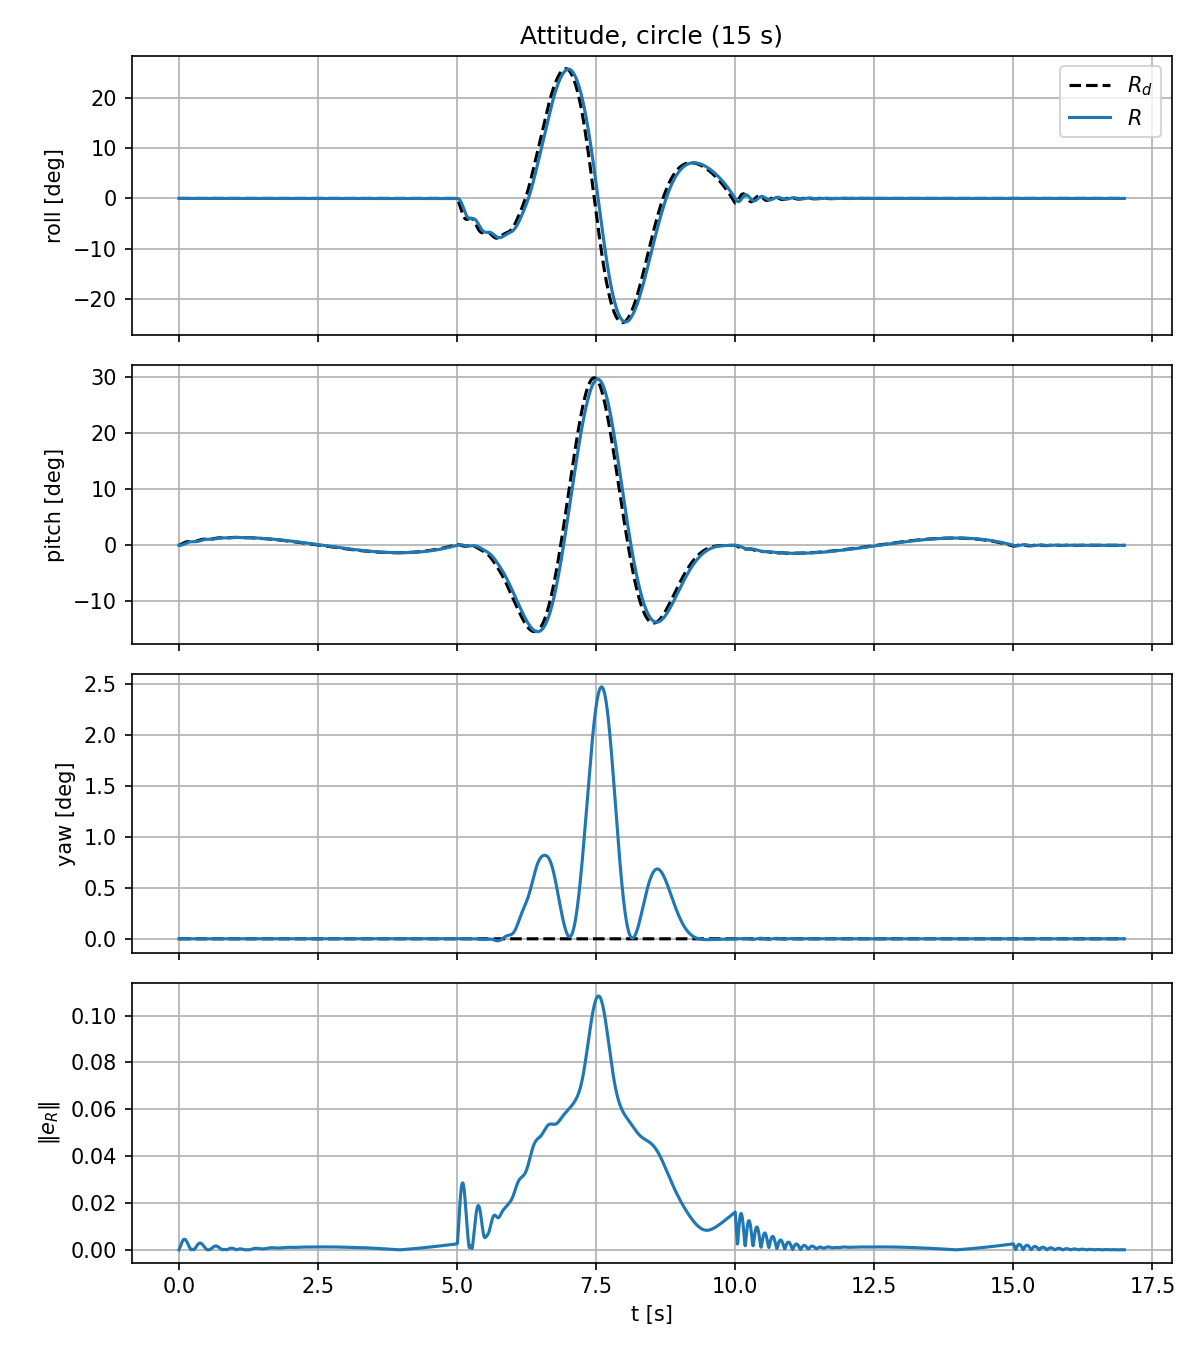 Attitude, circle (15 s)
R_d
R
roll [deg]
20
10
0
−10
−20
pitch [deg]
30
20
10
0
−10
yaw [deg]
2.5
2.0
1.5
1.0
0.5
0.0
‖e_R‖
0.10
0.08
0.06
0.04
0.02
0.00
0.0 2.5 5.0 7.5 10.0 12.5 15.0 17.5
t [s]